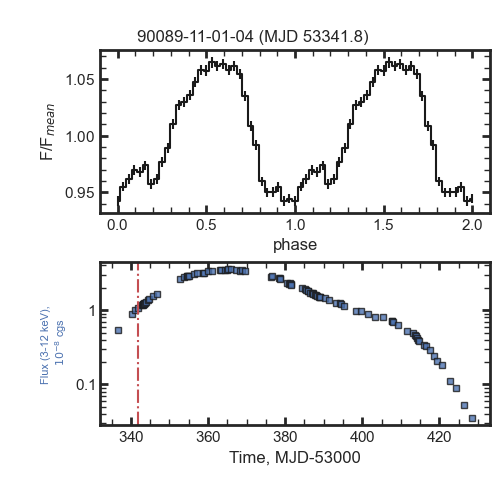 90089-11-01-04 (MJD 53341.8)
F/Fmean
1.05
1.00
0.95
0.0 0.5 1.0 1.5 2.0
phase
Flux (3-12 keV),
10⁻⁸ cgs
1
0.1
340 360 380 400 420
Time, MJD-53000